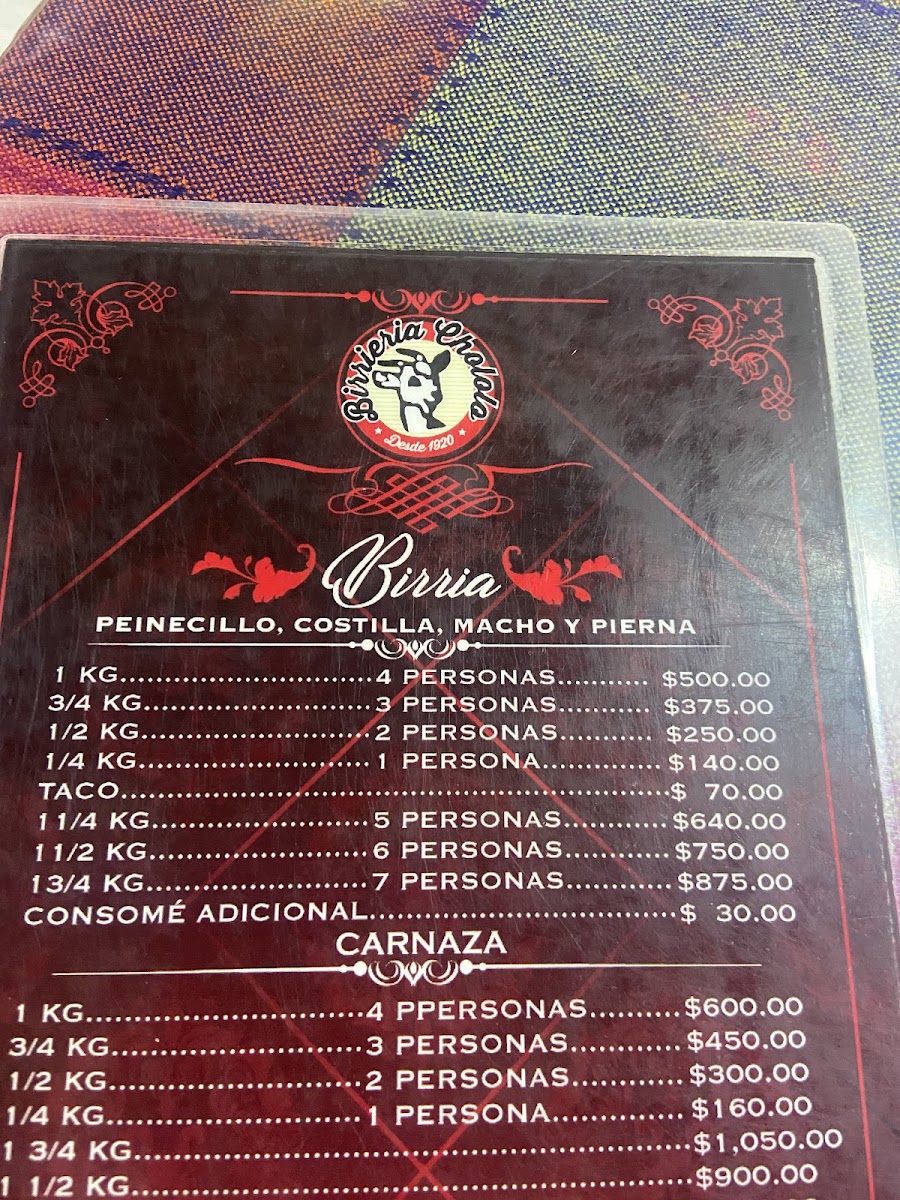 Birrieria Cholola
Desde 1920
Birria
PEINECILLO, COSTILLA, MACHO Y PIERNA
1 KG..............................4 PERSONAS........... $500.00
3/4 KG...........................3 PERSONAS........... $375.00
1/2 KG...........................2 PERSONAS........... $250.00
1/4 KG...........................1 PERSONA.............. $140.00
TACO..................................................................$ 70.00
1 1/4 KG.........................5 PERSONAS............$640.00
1 1/2 KG.........................6 PERSONAS............$750.00
1 3/4 KG.........................7 PERSONAS............$875.00
CONSOMÉ ADICIONAL....................................$ 30.00
CARNAZA
1 KG..............................4 PPERSONAS..........$600.00
3/4 KG...........................3 PERSONAS............$450.00
1/2 KG...........................2 PERSONAS............$300.00
1/4 KG...........................1 PERSONA............... $160.00
1 3/4 KG..............................................................$1,050.00
1 1/2 KG..............................................................$900.00